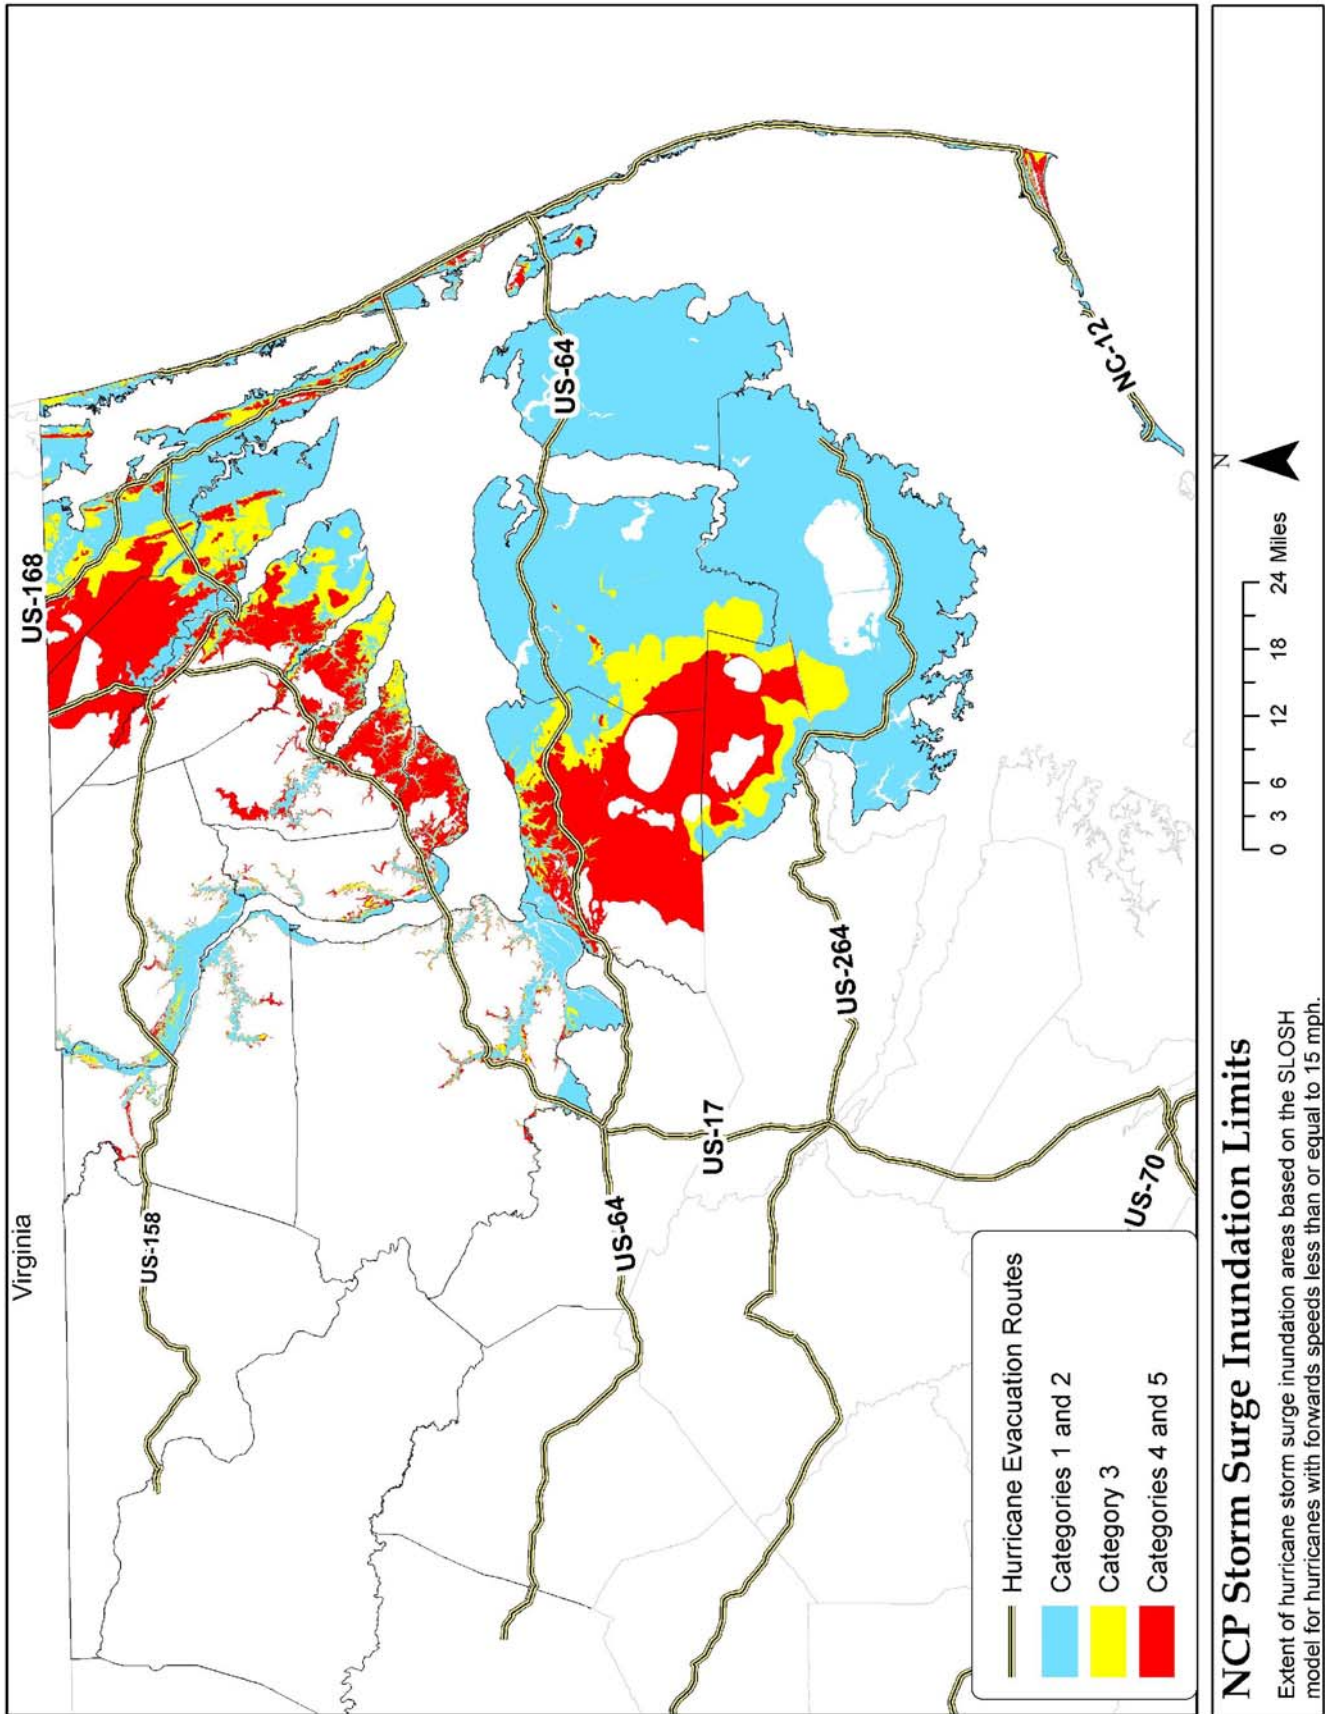 Virginia
US-168
US-158
US-64
US-64
US-17
US-264
NC-12
US-70
Hurricane Evacuation Routes
Categories 1 and 2
Category 3
Categories 4 and 5
N
NCP Storm Surge Inundation Limits
0 3 6 12 18 24 Miles
Extent of hurricane storm surge inundation areas based on the SLOSH
model for hurricanes with forwards speeds less than or equal to 15 mph.